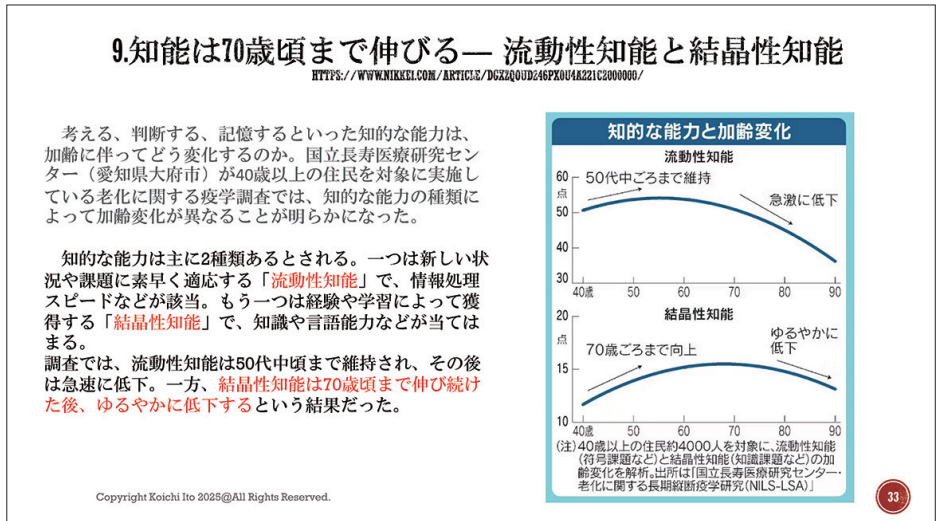 9.知能は70歳頃まで伸びる— 流動性知能と結晶性知能
HTTPS://WWW.NIKKEI.COM/ARTICLE/DGXZQOUD246PX0U4A221C2000000/
考える、判断する、記憶するといった知的な能力は、
加齢に伴ってどう変化するのか。国立長寿医療研究セン
ター（愛知県大府市）が40歳以上の住民を対象に実施し
ている老化に関する疫学調査では、知的な能力の種類に
よって加齢変化が異なることが明らかになった。
知的な能力は主に2種類あるとされる。一つは新しい状
況や課題に素早く適応する「流動性知能」で、情報処理
スピードなどが該当。もう一つは経験や学習によって獲
得する「結晶性知能」で、知識や言語能力などが当ては
まる。
調査では、流動性知能は50代中頃まで維持され、その後
は急速に低下。一方、結晶性知能は70歳頃まで伸び続け
た後、ゆるやかに低下するという結果だった。
知的な能力と加齢変化
流動性知能
60
点
50
40
30
50代中ごろまで維持
急激に低下
40歳 50 60 70 80 90
結晶性知能
20
点
15
10
70歳ごろまで向上
ゆるやかに
低下
40歳 50 60 70 80 90
(注)40歳以上の住民約4000人を対象に、流動性知能
(符号課題など)と結晶性知能(知識課題など)の加
齢変化を解析。出所は「国立長寿医療研究センター・
老化に関する長期縦断疫学研究(NILS-LSA)」
Copyright Koichi Ito 2025@All Rights Reserved.
33